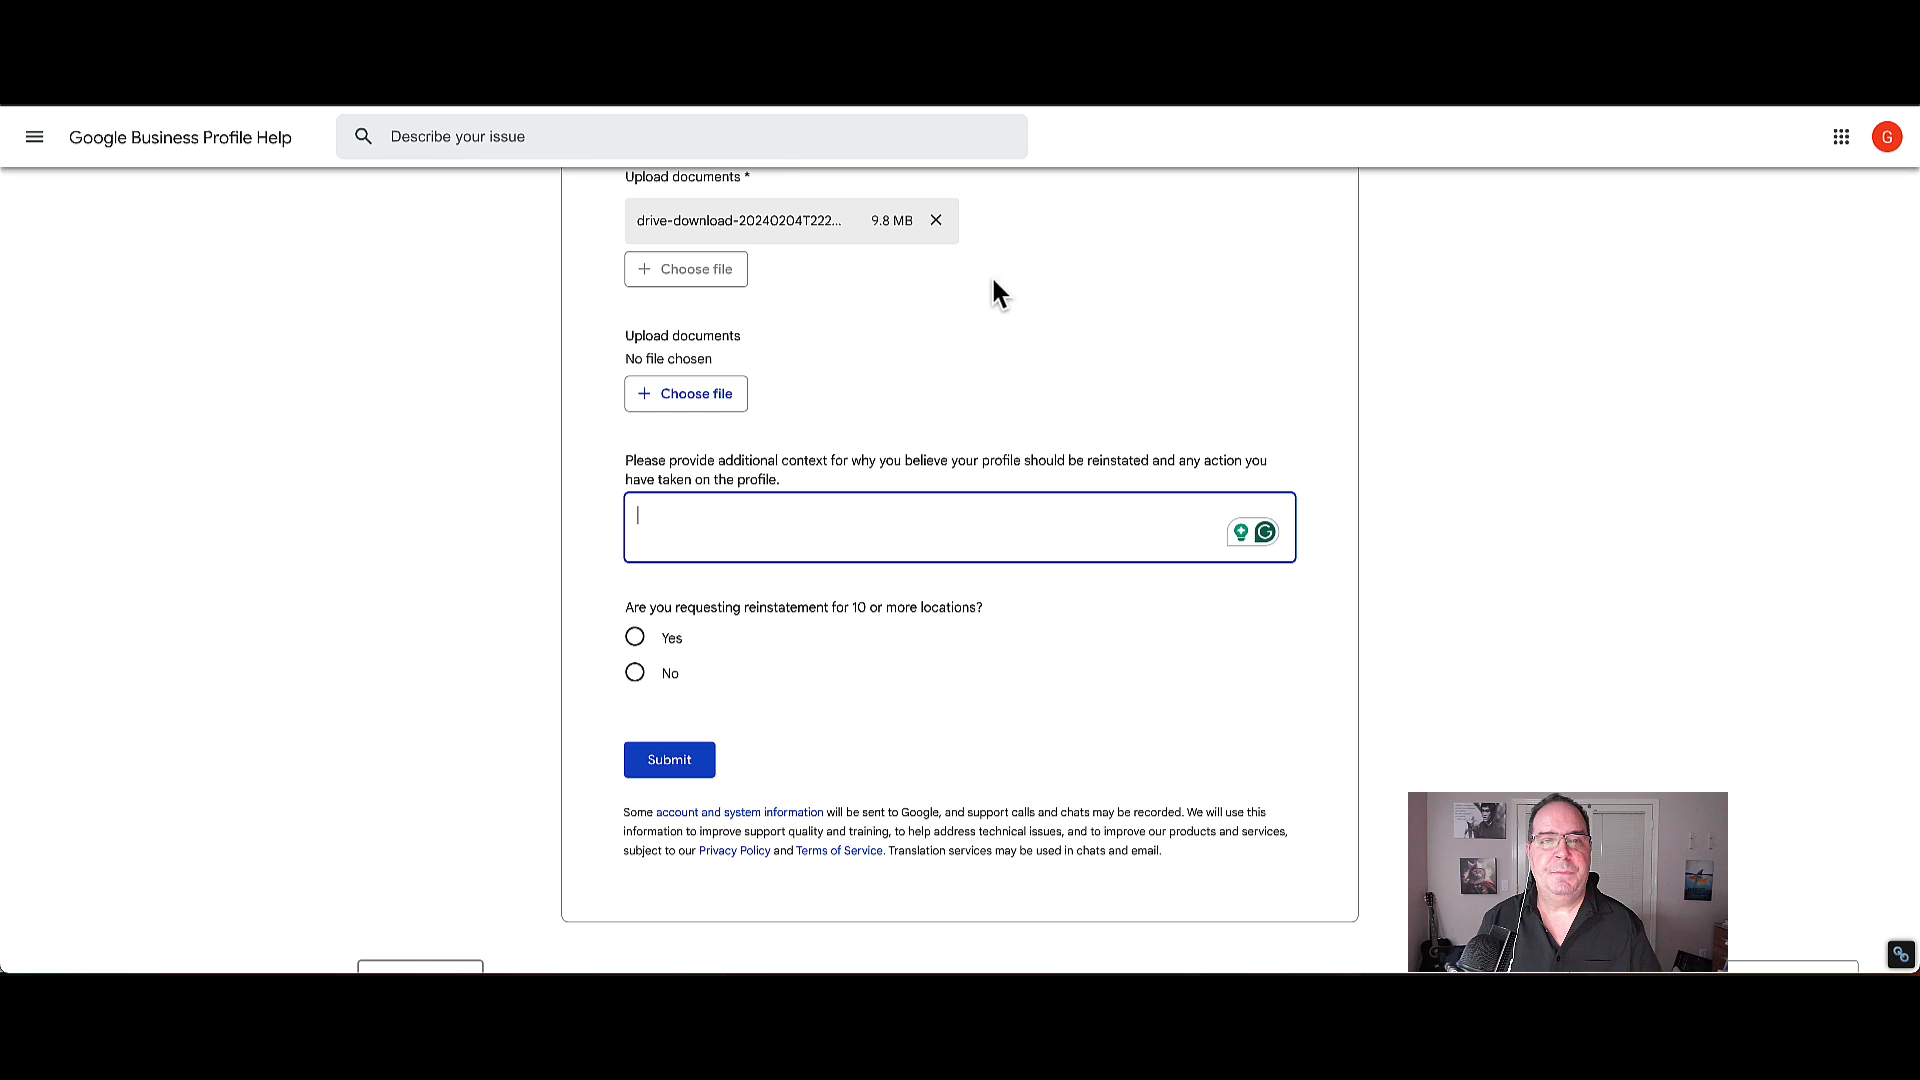 Google Business Profile Help
Describe your issue
G
Upload documents *
drive-download-20240204T222... 9.8 MB
Choose file
Upload documents
No file chosen
Choose file
Please provide additional context for why you believe your profile should be reinstated and any action you
have taken on the profile.
Are you requesting reinstatement for 10 or more locations?
Yes
No
Submit
Some account and system information will be sent to Google, and support calls and chats may be recorded. We will use this
information to improve support quality and training, to help address technical issues, and to improve our products and services,
subject to our Privacy Policy and Terms of Service. Translation services may be used in chats and email.